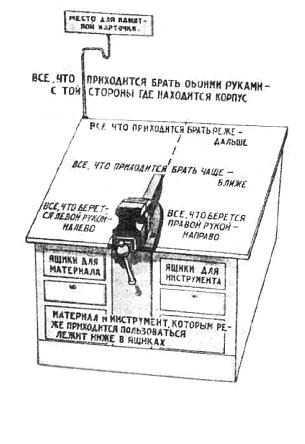 МЕСТО ДЛЯ ПАМЯТ-
НОЙ КАРТОЧКИ.
ВСЕ, ЧТО ПРИХОДИТСЯ БРАТЬ ОБОИМИ РУКАМИ-
С ТОЙ СТОРОНЫ ГДЕ НАХОДИТСЯ КОРПУС
ВСЕ ЧТО ПРИХОДИТСЯ БРАТЬ РЕЖЕ-
ДАЛЬШЕ
ВСЕ, ЧТО ПРИХОДИТСЯ БРАТЬ ЧАЩЕ-
БЛИЖЕ
ВСЕ, ЧТО БЕРЕТ-
СЯ ЛЕВОЙ РУКОЙ-
НАЛЕВО
ВСЕ, ЧТО БЕРЕТСЯ
ПРАВОЙ РУКОЙ-
НАПРАВО
ЯЩИКИ ДЛЯ
МАТЕРИАЛА
ЯЩИКИ ДЛЯ
ИНСТРУМЕНТА
МАТЕРИАЛ И ИНСТРУМЕНТ, КОТОРЫМ РЕ-
ЖЕ ПРИХОДИТСЯ ПОЛЬЗОВАТЬСЯ
ЛЕЖИТ НИЖЕ В ЯЩИКАХ